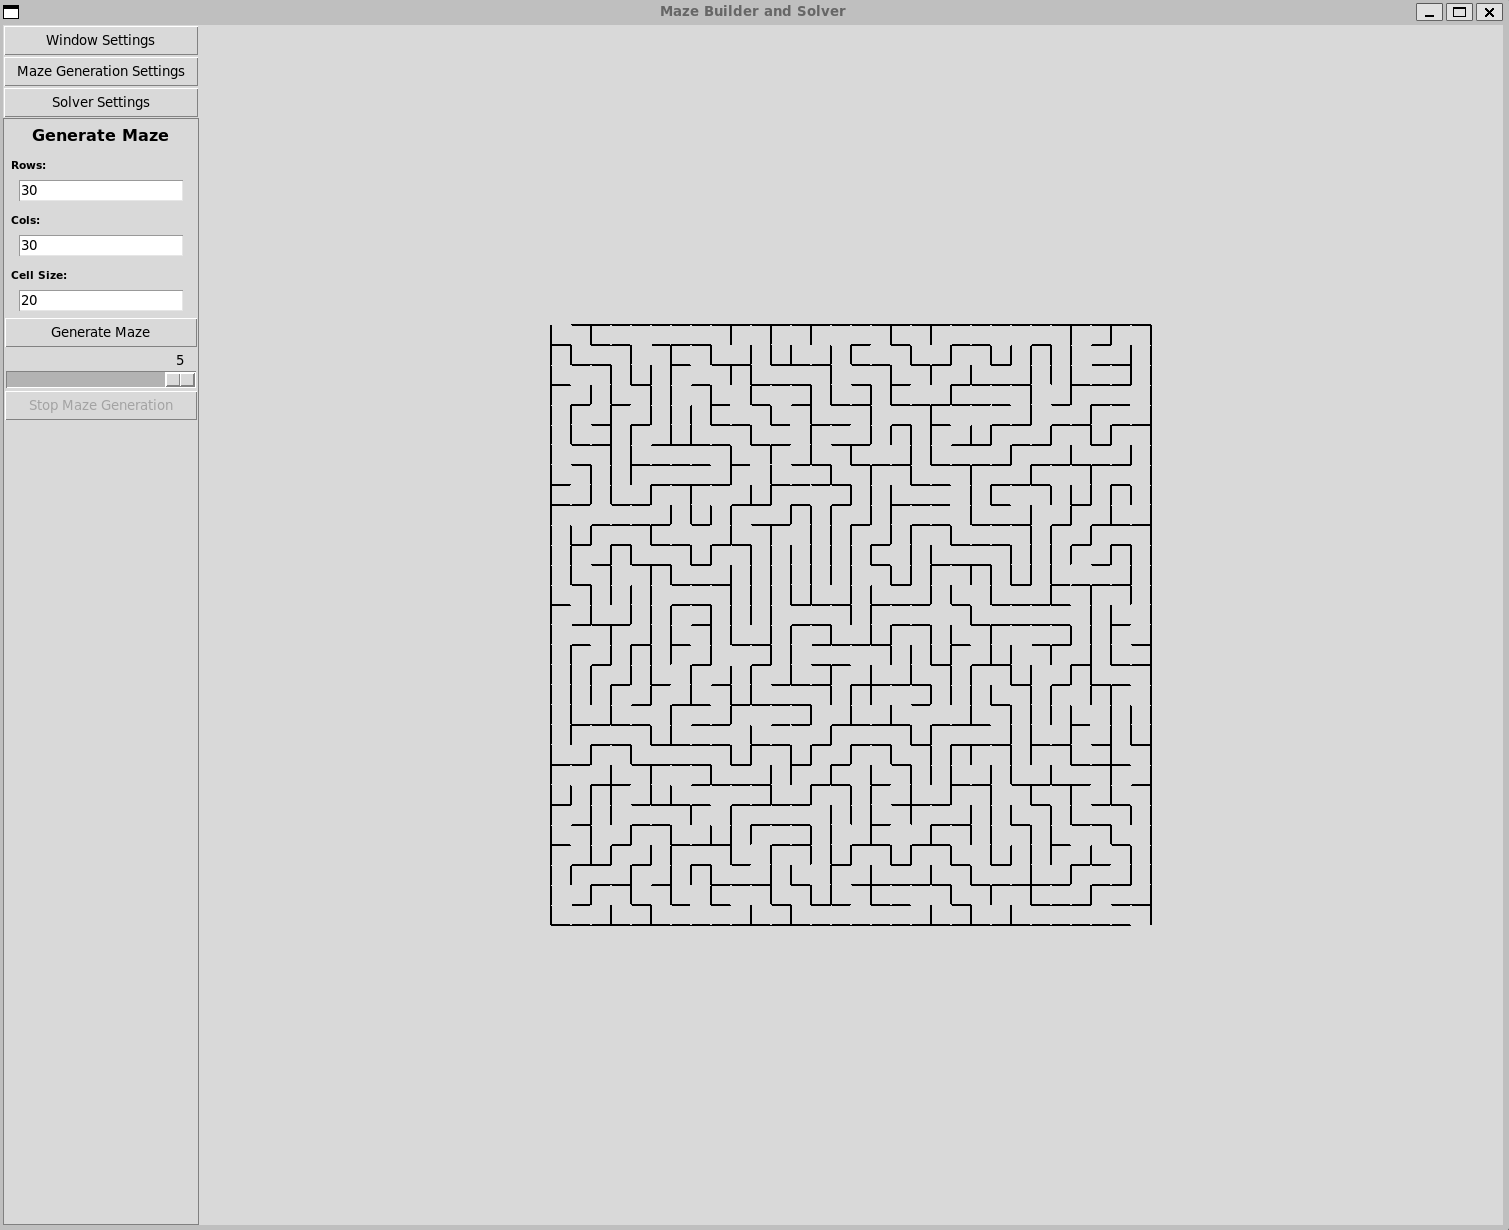 Maze Builder and Solver
Window Settings
Maze Generation Settings
Solver Settings
Generate Maze
Rows:
30
Cols:
30
Cell Size:
20
Generate Maze
5
Stop Maze Generation